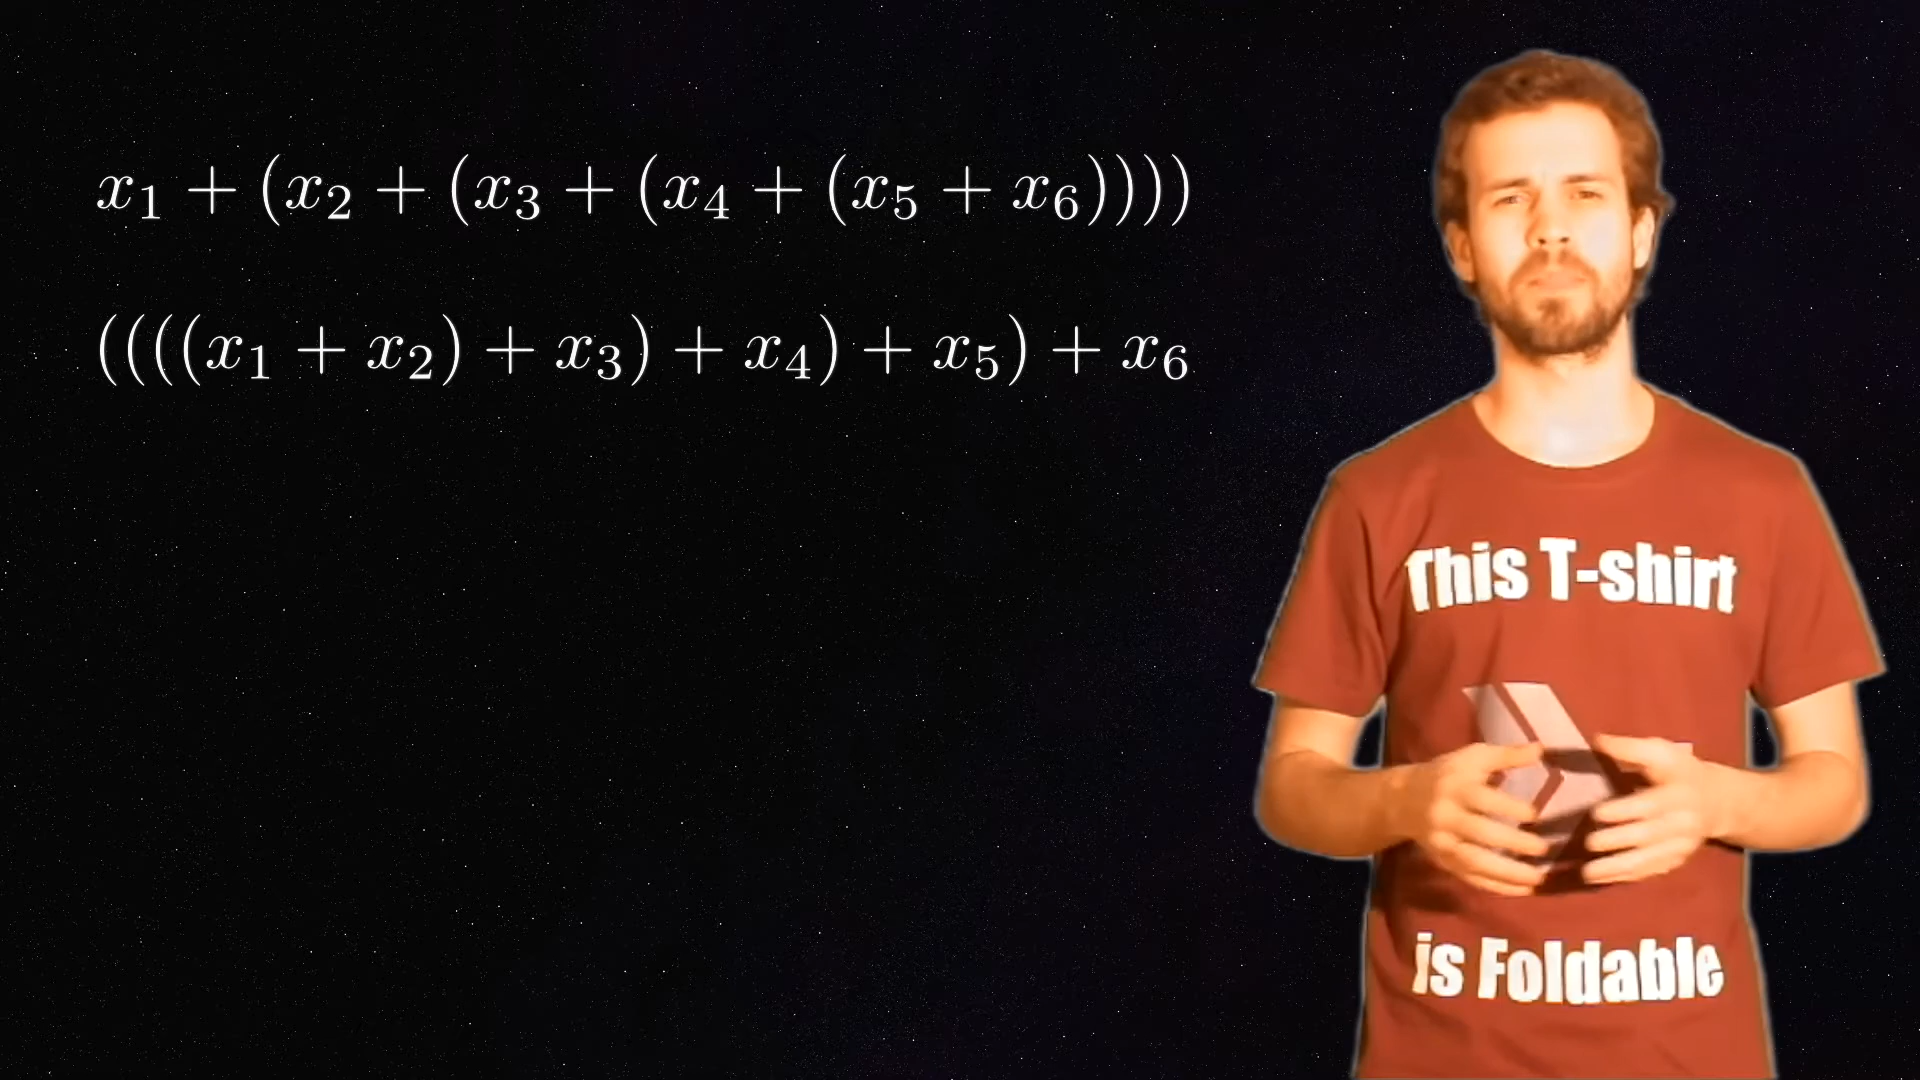 x₁ + (x₂ + (x₃ + (x₄ + (x₅ + x₆))))
((((x₁ + x₂) + x₃) + x₄) + x₅) + x₆
This T-shirt
is Foldable